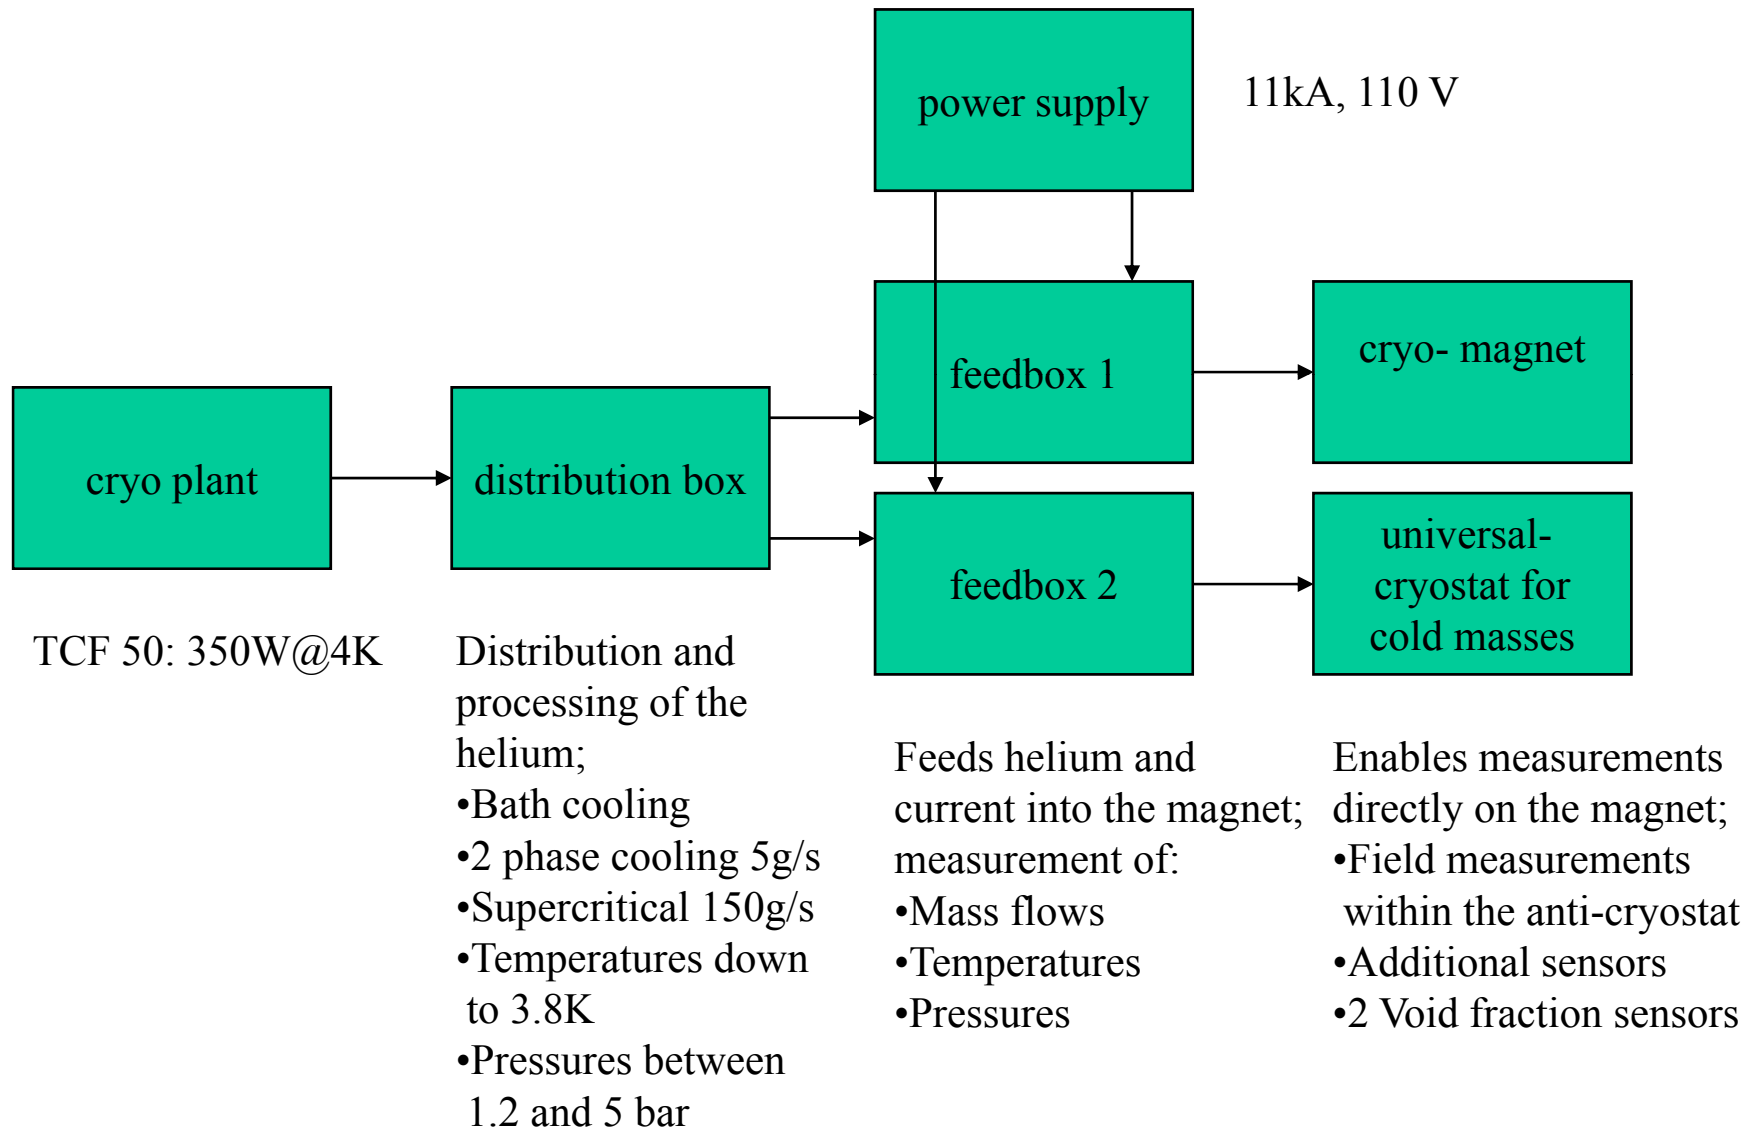 power supply
11kA, 110 V
feedbox 1
cryo- magnet
cryo plant
distribution box
feedbox 2
universal-
cryostat for
cold masses
TCF 50: 350W@4K
Distribution and
processing of the
helium;
•Bath cooling
•2 phase cooling 5g/s
•Supercritical 150g/s
•Temperatures down
to 3.8K
•Pressures between
1.2 and 5 bar
Feeds helium and
current into the magnet;
measurement of:
•Mass flows
•Temperatures
•Pressures
Enables measurements
directly on the magnet;
•Field measurements
within the anti-cryostat
•Additional sensors
•2 Void fraction sensors